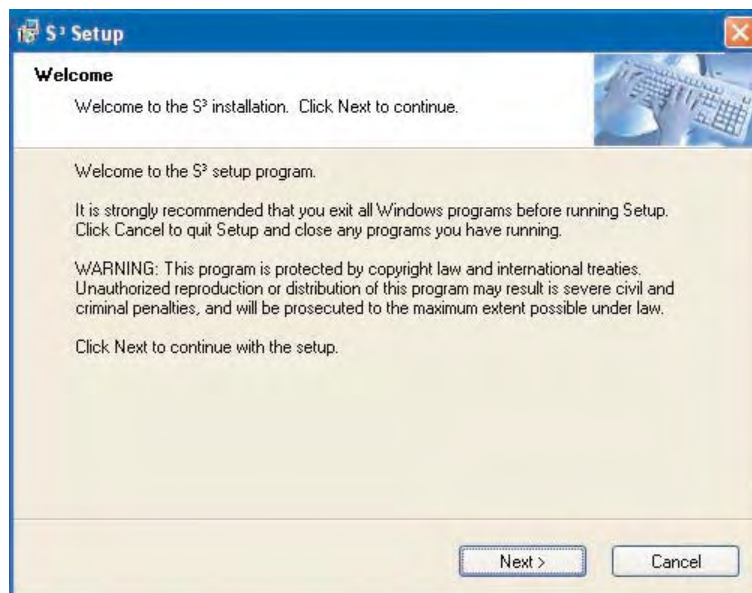 S³ Setup
Welcome
Welcome to the S³ installation. Click Next to continue.
Welcome to the S³ setup program.
It is strongly recommended that you exit all Windows programs before running Setup.
Click Cancel to quit Setup and close any programs you have running.
WARNING: This program is protected by copyright law and international treaties.
Unauthorized reproduction or distribution of this program may result is severe civil and
criminal penalties, and will be prosecuted to the maximum extent possible under law.
Click Next to continue with the setup.
Next >
Cancel